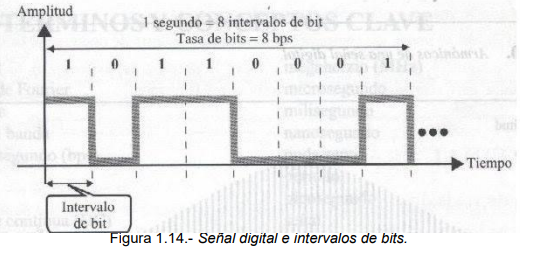 Amplitud
1 segundo = 8 intervalos de bit
Tasa de bits = 8 bps
1 0 1 1 0 0 0 1
Tiempo
Intervalo
de bit
Figura 1.14.- Señal digital e intervalos de bits.